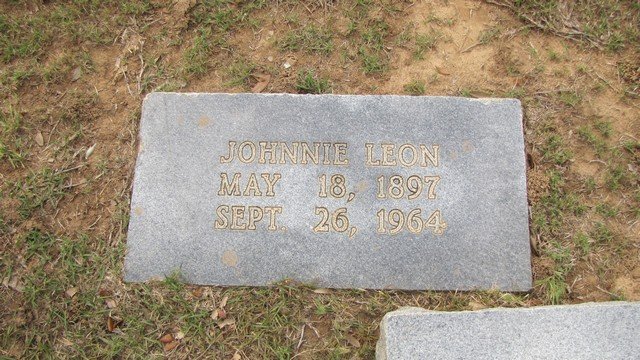 JOHNNIE LEON
MAY 18, 1897
SEPT. 26, 1964